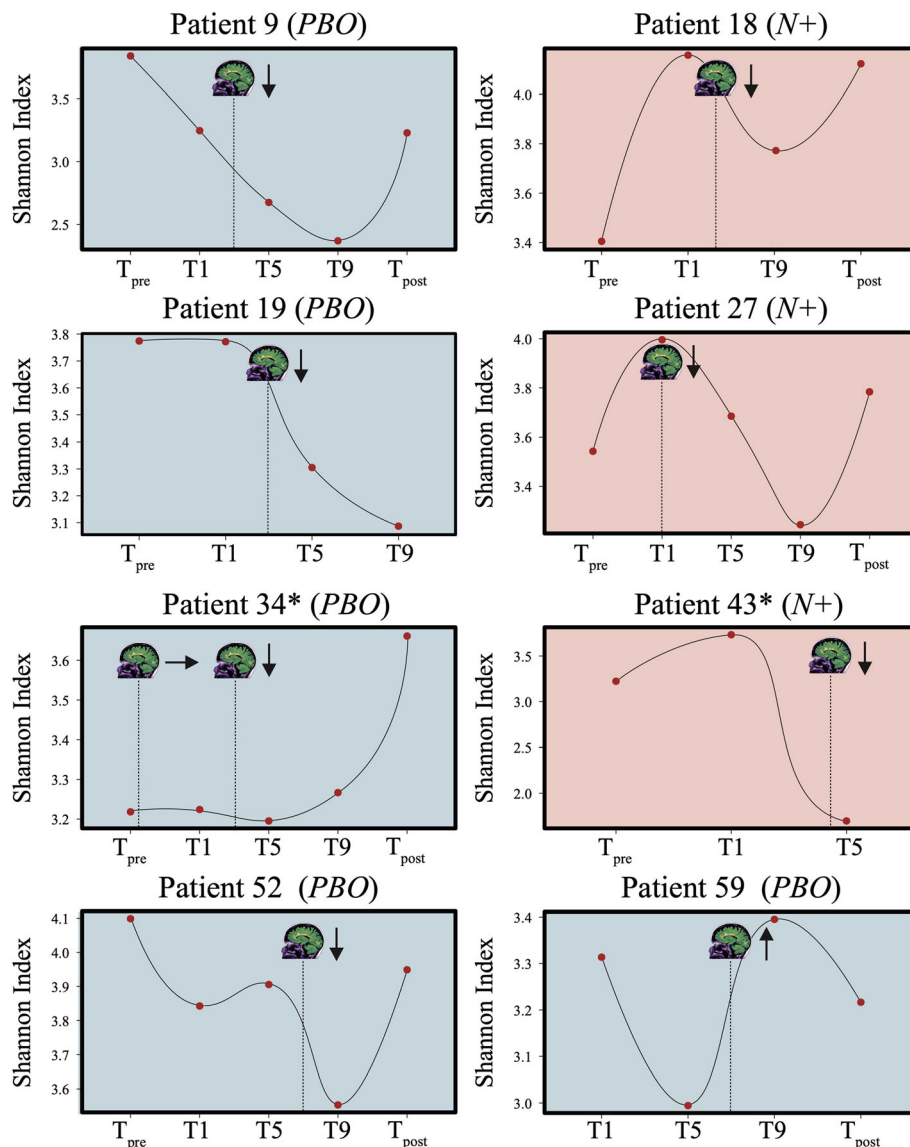 Patient 9 (PBO)
Shannon Index
3.5
3.0
2.5
Tpre T1 T5 T9 Tpost
Patient 18 (N+)
Shannon Index
4.0
3.8
3.6
3.4
Tpre T1 T9 Tpost
Patient 19 (PBO)
Shannon Index
3.8
3.7
3.6
3.5
3.4
3.3
3.2
3.1
Tpre T1 T5 T9
Patient 27 (N+)
Shannon Index
4.0
3.8
3.6
3.4
Tpre T1 T5 T9 Tpost
Patient 34* (PBO)
Shannon Index
3.6
3.5
3.4
3.3
3.2
Tpre T1 T5 T9 Tpost
Patient 43* (N+)
Shannon Index
3.5
3.0
2.5
2.0
Tpre T1 T5
Patient 52 (PBO)
Shannon Index
4.1
4.0
3.9
3.8
3.7
3.6
Tpre T1 T5 T9 Tpost
Patient 59 (PBO)
Shannon Index
3.4
3.3
3.2
3.1
3.0
T1 T5 T9 Tpost